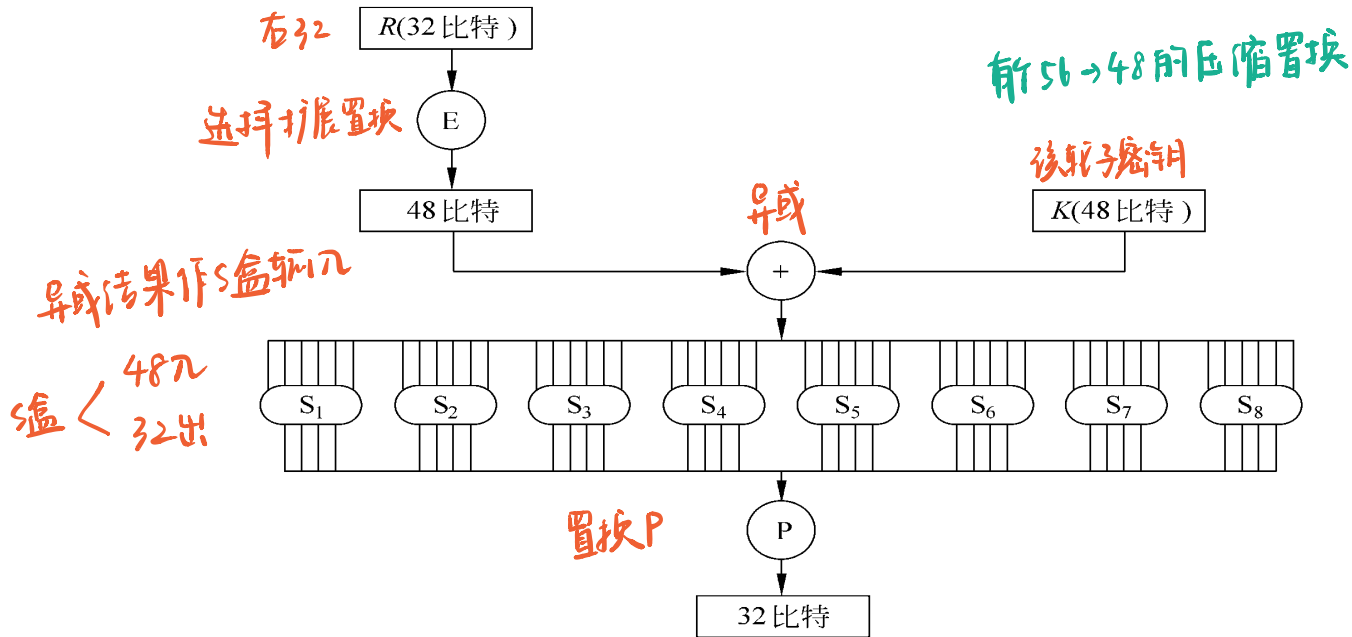 右32
R(32比特)
有个56→48的压缩置换
选择扩展置换
E
该轮子密钥
48比特
异或
K(48比特)
+
异或结果作S盒输入
S盒 < 48入 32出
S1 S2 S3 S4 S5 S6 S7 S8
置换P
P
32比特